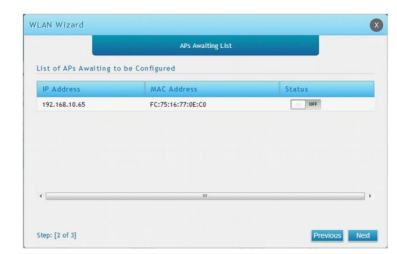 WLAN Wizard
X
APs Awaiting List
List of APs Awaiting to be Configured
IP Address MAC Address Status
192.168.10.65 FC:75:16:77:0E:C0 OFF
Step: [2 of 3] Previous Next